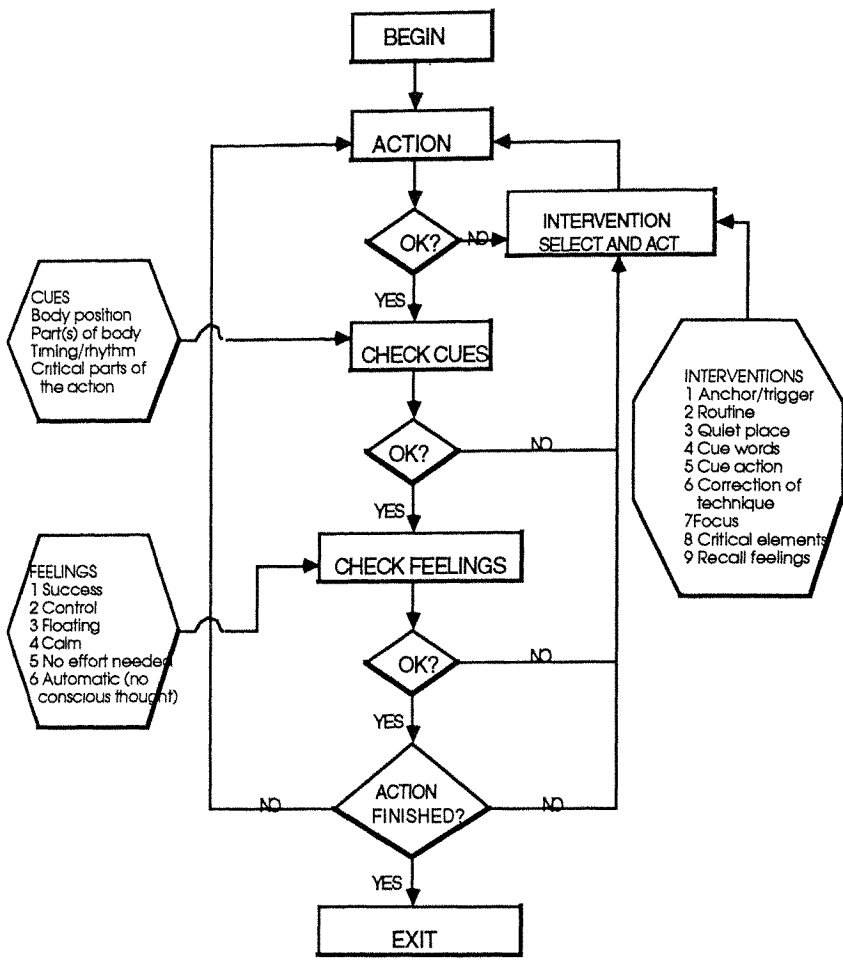 BEGIN
ACTION
OK?
NO
INTERVENTION
SELECT AND ACT
YES
CUES
Body position
Part(s) of body
Timing/rhythm
Critical parts of
the action
CHECK CUES
INTERVENTIONS
1 Anchor/trigger
2 Routine
3 Quiet place
4 Cue words
5 Cue action
6 Correction of
technique
7Focus
8 Critical elements
9 Recall feelings
OK?
NO
YES
CHECK FEELINGS
FEELINGS
1 Success
2 Control
3 Floating
4 Calm
5 No effort needed
6 Automatic (no
conscious thought)
OK?
NO
YES
ACTION
FINISHED?
NO
NO
YES
EXIT